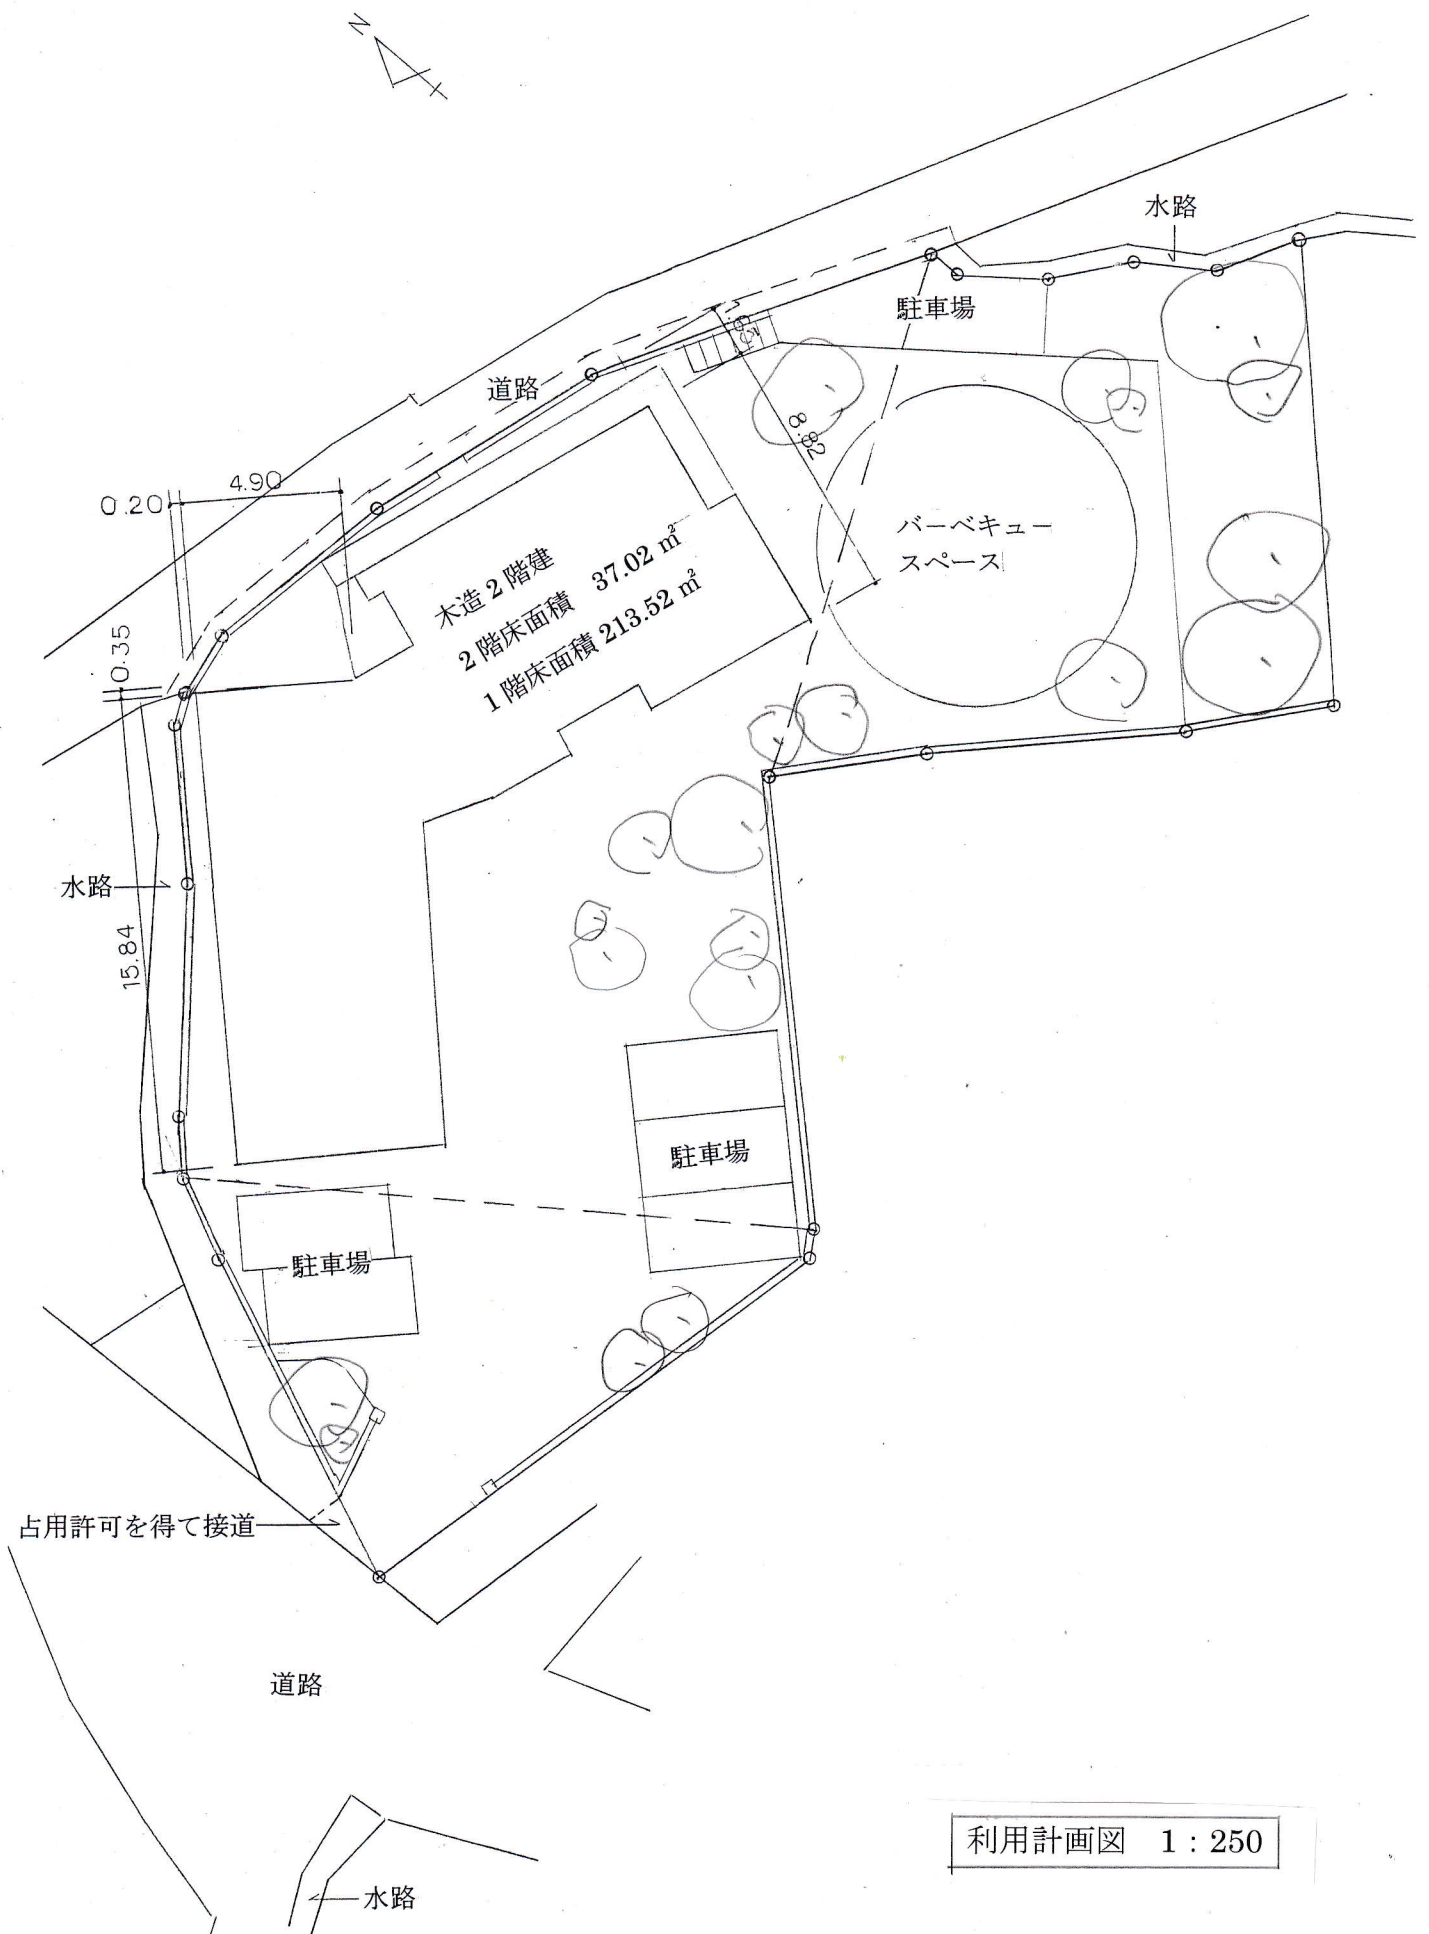 N
水路
駐車場
道路
8.82
4.90
0.20
バーベキュー
スペース
木造2階建
2階床面積 37.02 ㎡
1階床面積 213.52 ㎡
0.35
水路
15.84
駐車場
駐車場
占用許可を得て接道
道路
利用計画図 1:250
水路